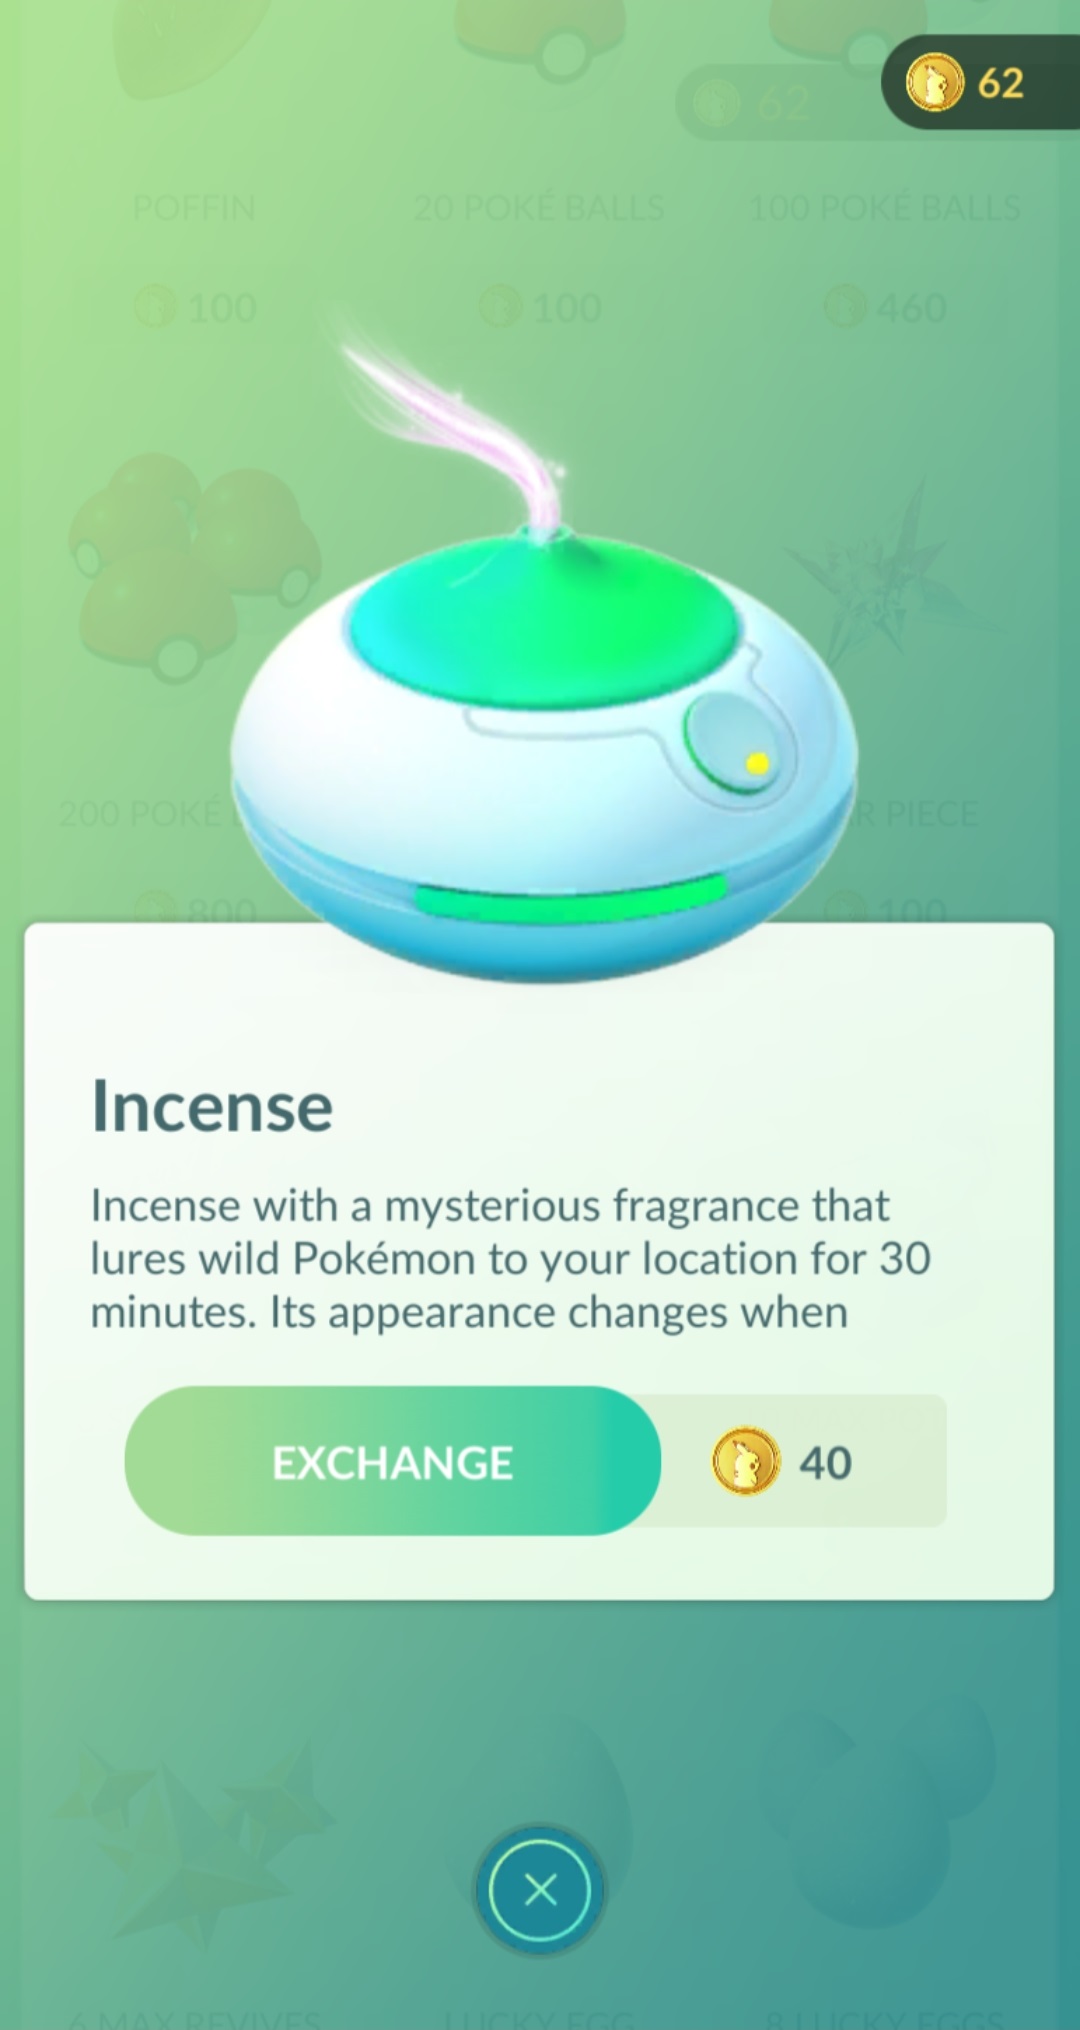 62
62
POFFIN
20 POKÉ BALLS
100 POKÉ BALLS
100
100
460
200 POKÉ
R PIECE
800
100
Incense
Incense with a mysterious fragrance that
lures wild Pokémon to your location for 30
minutes. Its appearance changes when
EXCHANGE
40
6 MAX REVIVES
LUCKY EGG
8 LUCKY EGGS